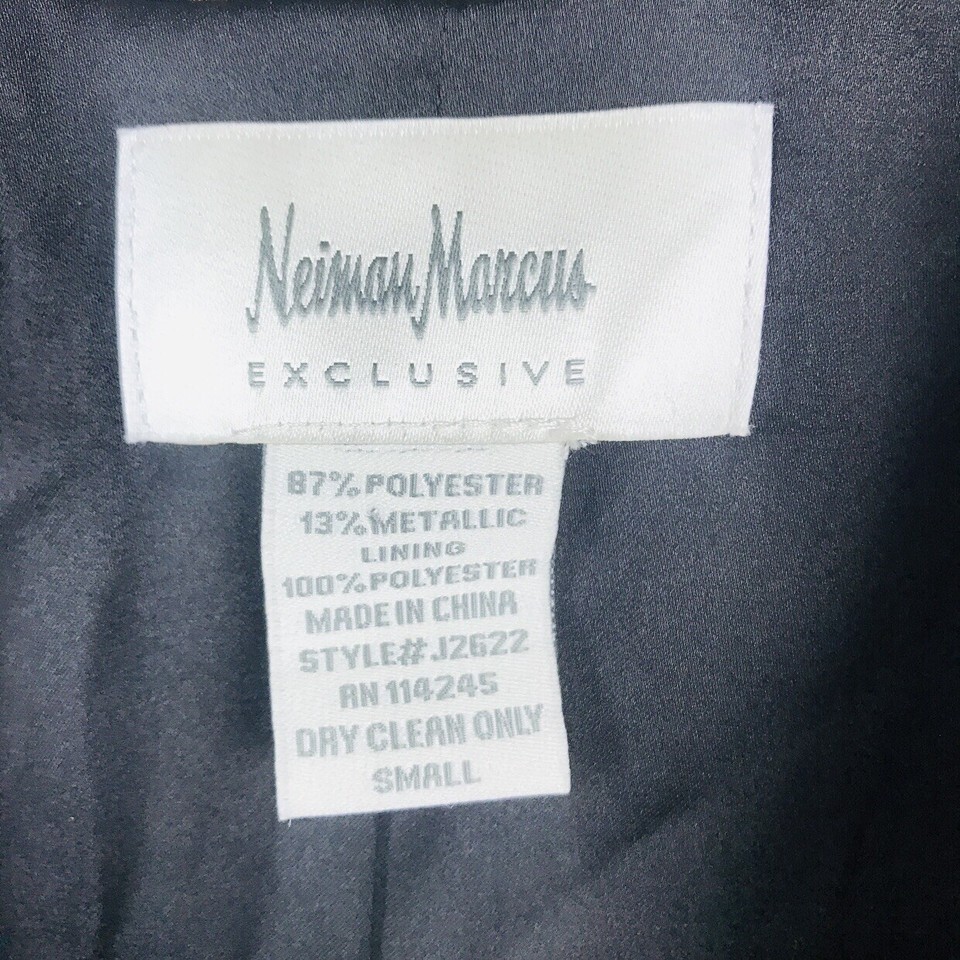 Neiman Marcus
EXCLUSIVE
87% POLYESTER
13% METALLIC
LINING
100% POLYESTER
MADE IN CHINA
STYLE# J2622
RN 114245
DRY CLEAN ONLY
SMALL